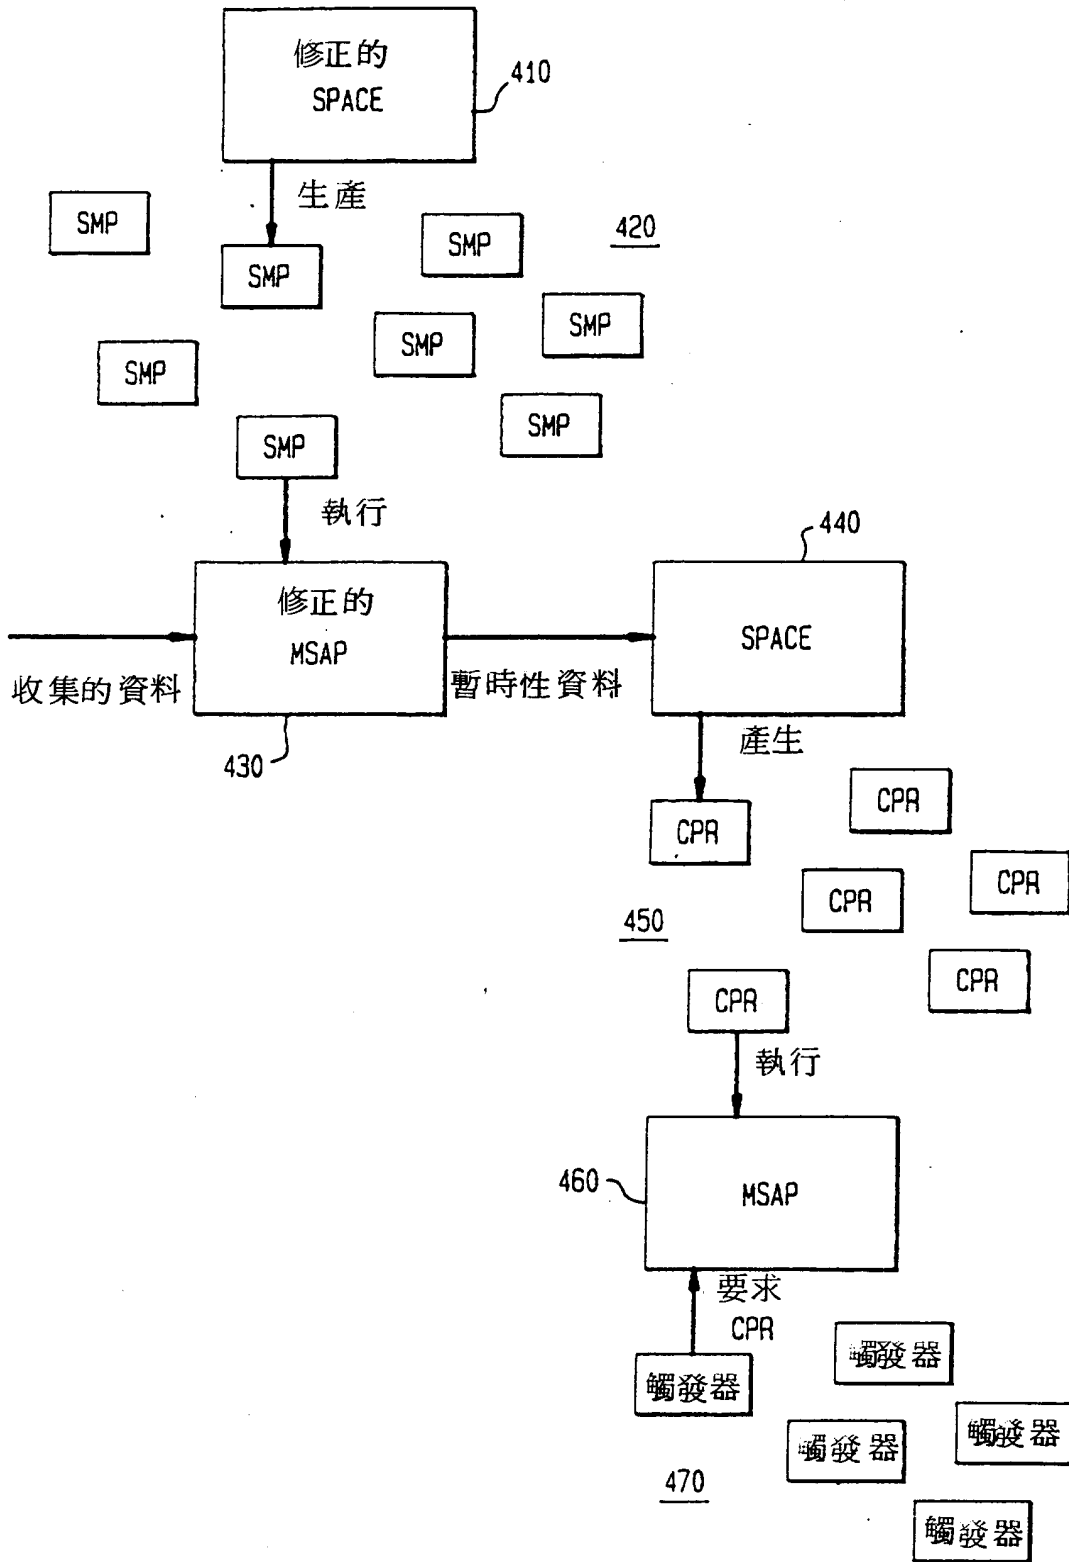 修正的
SPACE
410
生產
SMP
SMP
SMP
420
SMP
SMP
SMP
SMP
SMP
執行
440
修正的
MSAP
SPACE
收集的資料
暫時性資料
430
產生
CPR
CPR
CPR
CPR
450
CPR
CPR
執行
460
MSAP
要求
CPR
觸發器
觸發器
觸發器
觸發器
470
觸發器